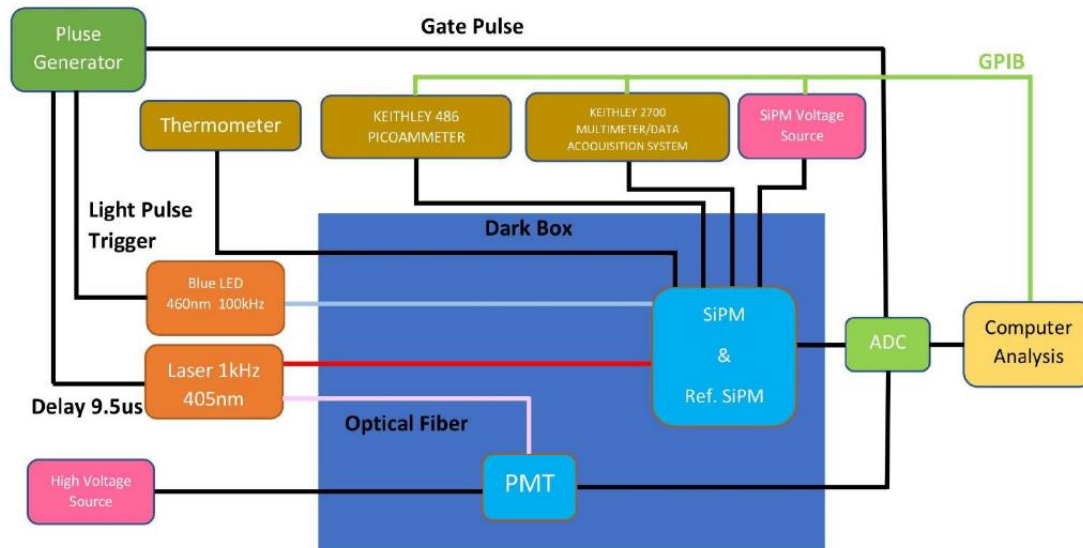 Pluse
Generator
Gate Pulse
GPIB
Thermometer
KEITHLEY 486
PICOAMMETER
KEITHLEY 2700
MULTIMETER/DATA
ACOQUISITION SYSTEM
SiPM Voltage
Source
Light Pulse
Trigger
Dark Box
Blue LED
460nm 100kHz
SiPM
&
Ref. SiPM
ADC
Computer
Analysis
Laser 1kHz
405nm
Delay 9.5us
Optical Fiber
High Voltage
Source
PMT